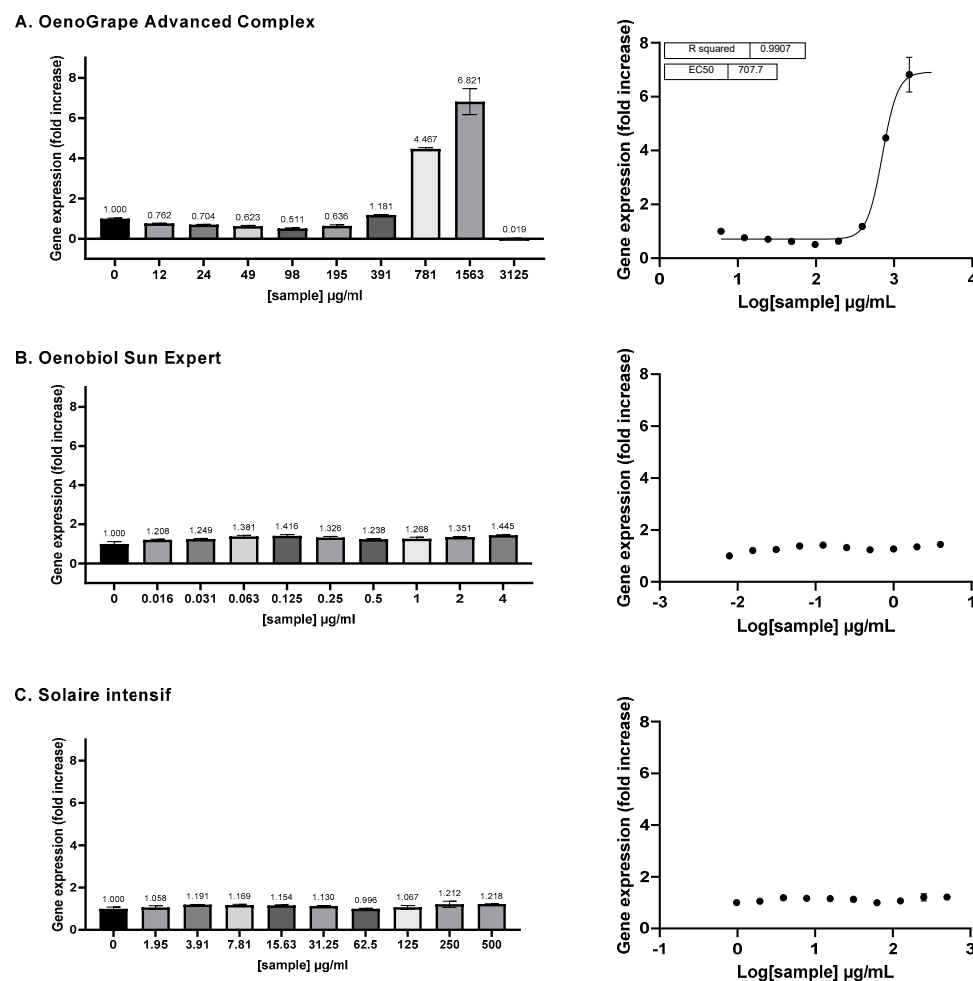 A. OenoGrape Advanced Complex
Gene expression (fold increase)
8
6
4
2
0
1.000
0.762
0.704
0.623
0.511
0.636
1.181
4.467
6.821
0.019
0 12 24 49 98 195 391 781 1563 3125
[sample] µg/ml
Gene expression (fold increase)
R squared 0.9907
EC50 707.7
8
6
4
2
0
0 1 2 3 4
Log[sample] µg/mL
B. Oenobiol Sun Expert
Gene expression (fold increase)
8
6
4
2
0
1.000
1.208
1.249
1.381
1.416
1.326
1.238
1.268
1.351
1.445
0 0.016 0.031 0.063 0.125 0.25 0.5 1 2 4
[sample] µg/ml
Gene expression (fold increase)
8
6
4
2
0
-3 -2 -1 0 1
Log[sample] µg/mL
C. Solaire intensif
Gene expression (fold increase)
8
6
4
2
0
1.000
1.058
1.191
1.169
1.154
1.130
0.996
1.067
1.212
1.218
0 1.95 3.91 7.81 15.63 31.25 62.5 125 250 500
[sample] µg/ml
Gene expression (fold increase)
8
6
4
2
0
-1 0 1 2 3
Log[sample] µg/mL